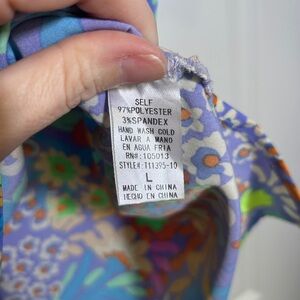 SELF
97%POLYESTER
3%SPANDEX
HAND WASH COLD
LAVAR A MANO
EN AGUA FRIA
RN#:105013
STYLE#:T11395-10
L
MADE IN CHINA
HECHO EN CHINA